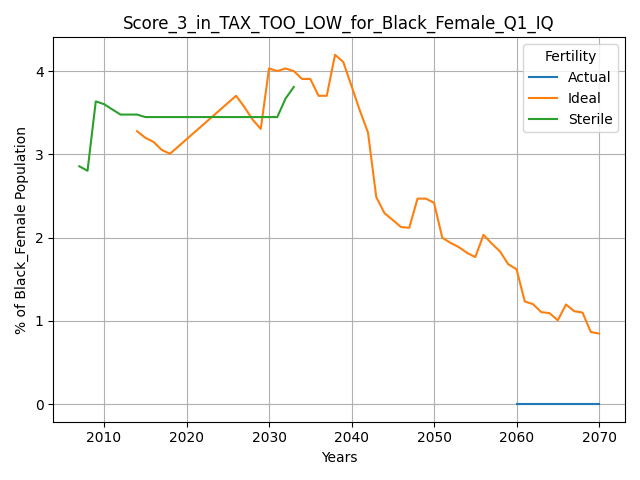 Score_3_in_TAX_TOO_LOW_for_Black_Female_Q1_IQ
Fertility
Actual
Ideal
Sterile
% of Black_Female Population
4
3
2
1
0
2010 2020 2030 2040 2050 2060 2070
Years